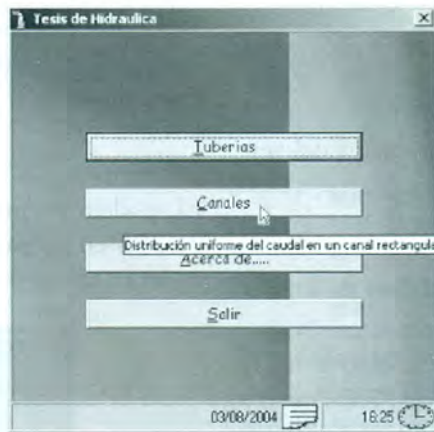 Tesis de Hidraulica
Tuberias
Canales
Distribución uniforme del caudal en un canal rectangula
Acerca de.....
Salir
03/08/2004
16:25